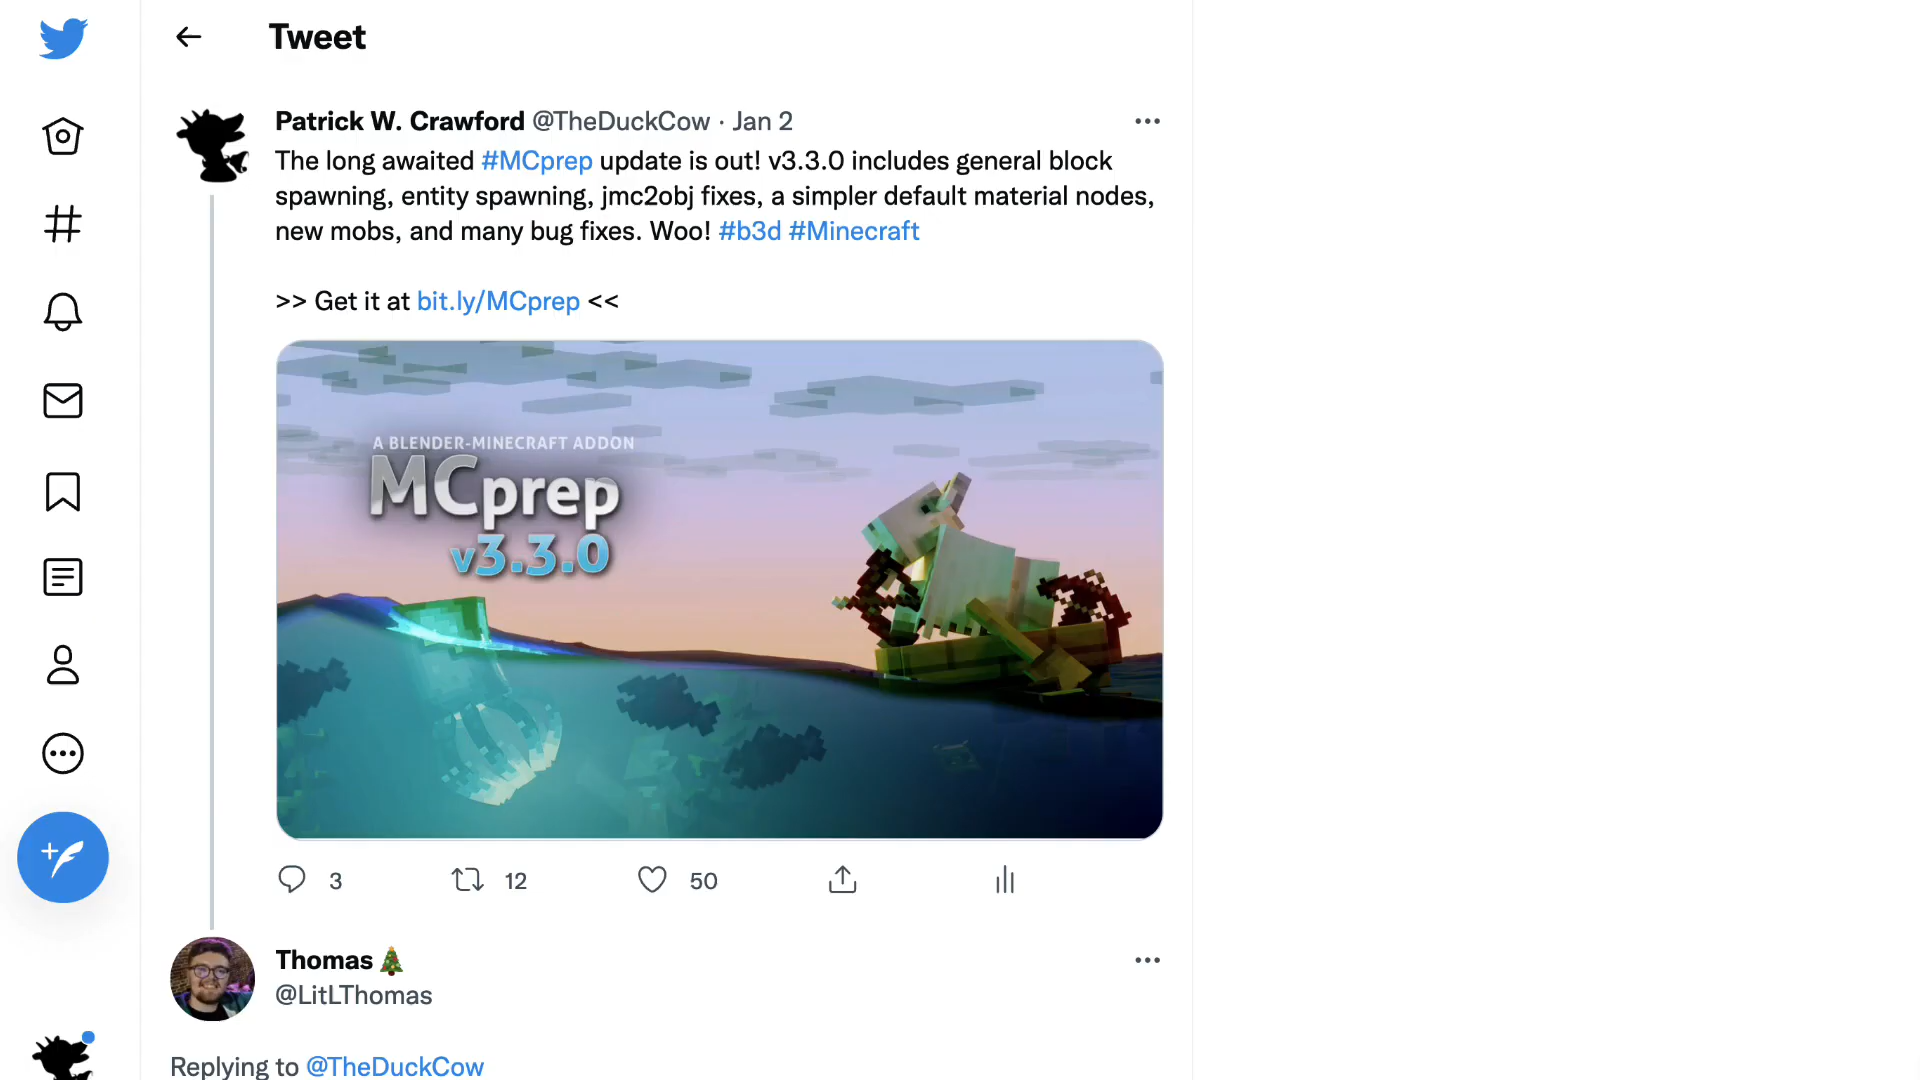 Tweet
Patrick W. Crawford @TheDuckCow · Jan 2
The long awaited #MCprep update is out! v3.3.0 includes general block
spawning, entity spawning, jmc2obj fixes, a simpler default material nodes,
new mobs, and many bug fixes. Woo! #b3d #Minecraft
>> Get it at bit.ly/MCprep <<
A BLENDER-MINECRAFT ADDON
MCprep
v3.3.0
3 12 50
Thomas🎄
@LitLThomas
Replying to @TheDuckCow